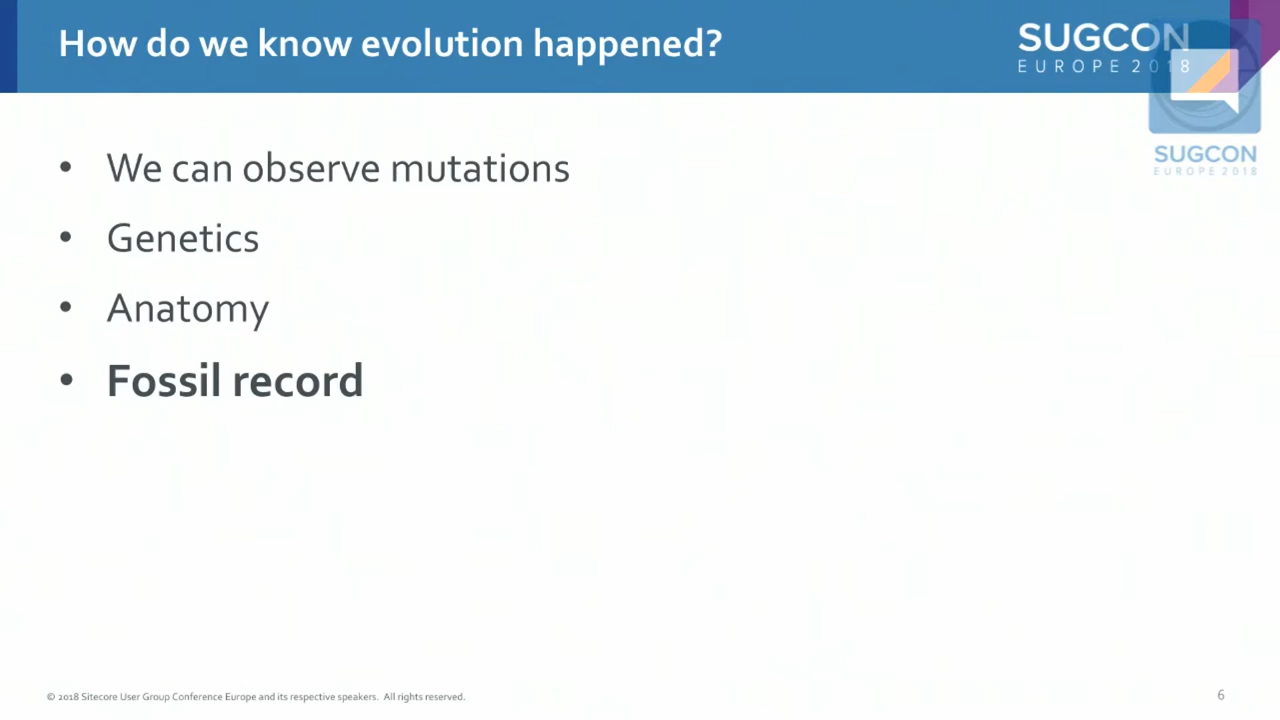 How do we know evolution happened?
SUGCON
EUROPE 2018
SUGCON
EUROPE 2018
• We can observe mutations
• Genetics
• Anatomy
• Fossil record
© 2018 Sitecore User Group Conference Europe and its respective speakers. All rights reserved.
6